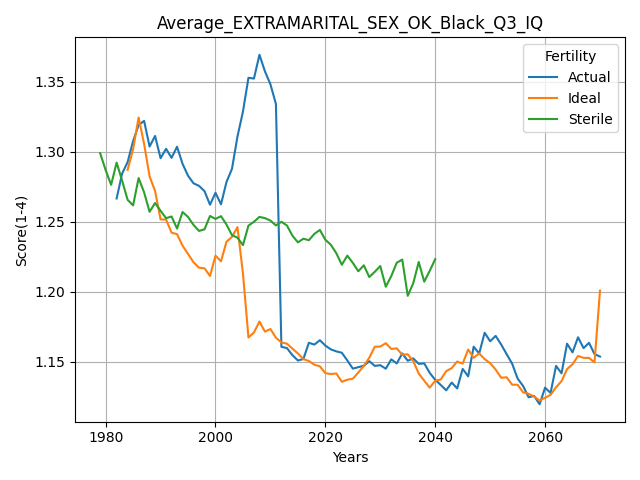 Average_EXTRAMARITAL_SEX_OK_Black_Q3_IQ
Fertility
Actual
Ideal
Sterile
Score(1-4)
1.35
1.30
1.25
1.20
1.15
1980
2000
2020
2040
2060
Years